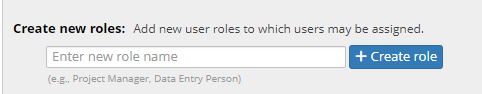 Create new roles: Add new user roles to which users may be assigned.
Enter new role name + Create role
(e.g., Project Manager, Data Entry Person)